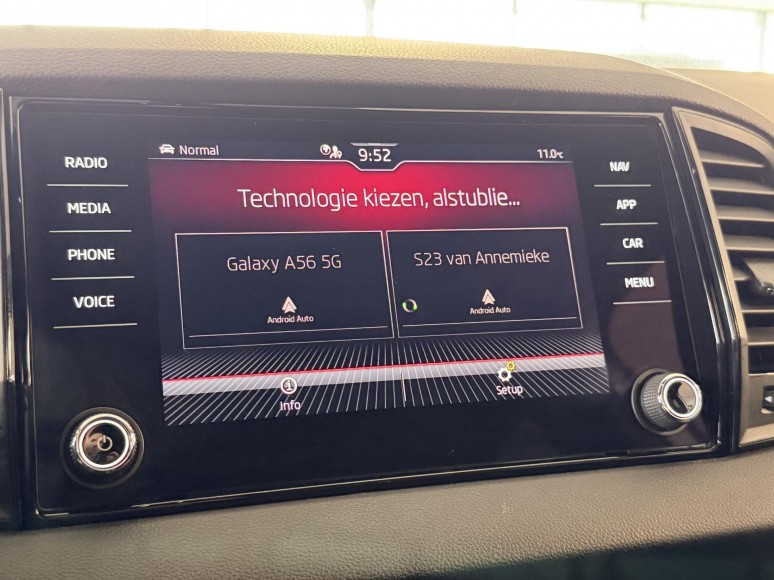 RADIO
MEDIA
PHONE
VOICE
Normal
9:52
11.0°C
Technologie kiezen, alstublie...
Galaxy A56 5G
Android Auto
S23 van Annemieke
Android Auto
Info
Setup
NAV
APP
CAR
MENU